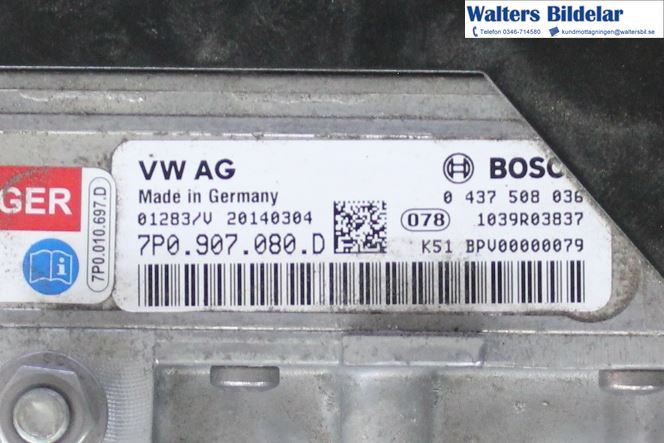 Walters Bildelar
Telefon 0346-714580 kundmottagningen@waltersbil.se
VW AG
Made in Germany
01283/V 20140304
7P0.907.080.D
BOSC
0 437 508 036
078 1039R03837
K51 BPV00000079
GER
7P0.010.697.D